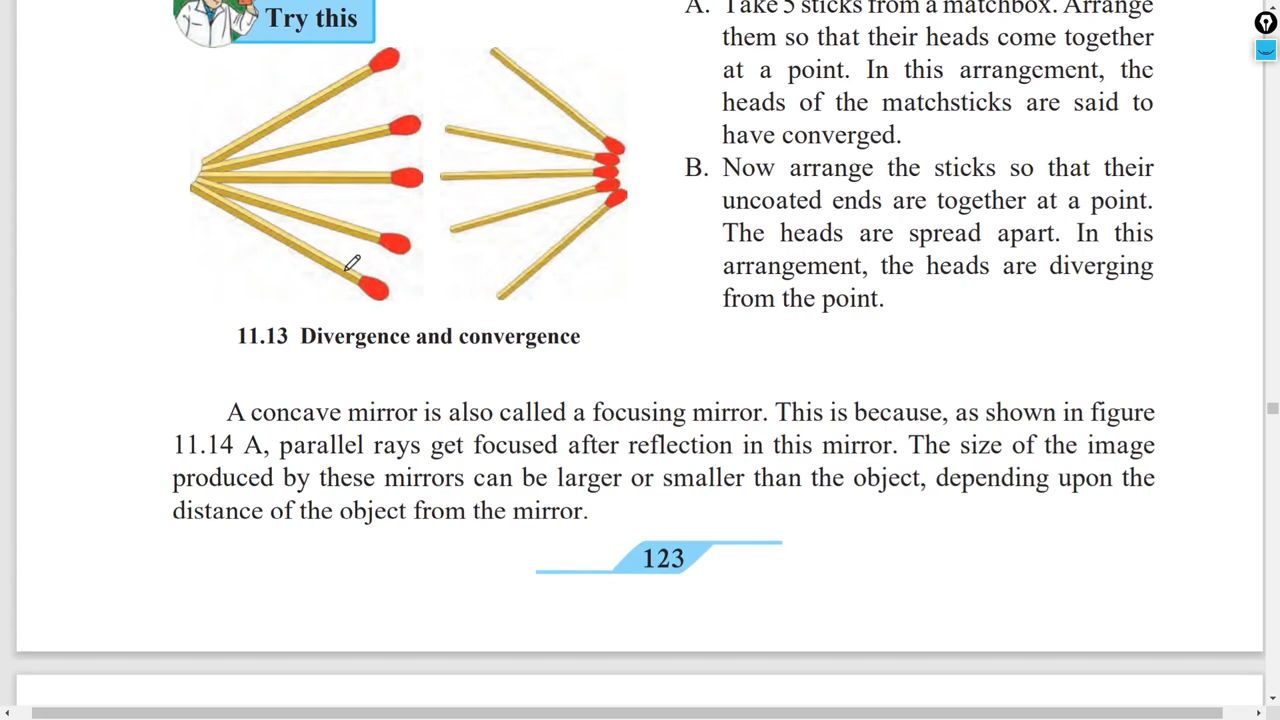 Try this
A. Take 5 sticks from a matchbox. Arrange
them so that their heads come together
at a point. In this arrangement, the
heads of the matchsticks are said to
have converged.
B. Now arrange the sticks so that their
uncoated ends are together at a point.
The heads are spread apart. In this
arrangement, the heads are diverging
from the point.
11.13 Divergence and convergence
A concave mirror is also called a focusing mirror. This is because, as shown in figure
11.14 A, parallel rays get focused after reflection in this mirror. The size of the image
produced by these mirrors can be larger or smaller than the object, depending upon the
distance of the object from the mirror.
123